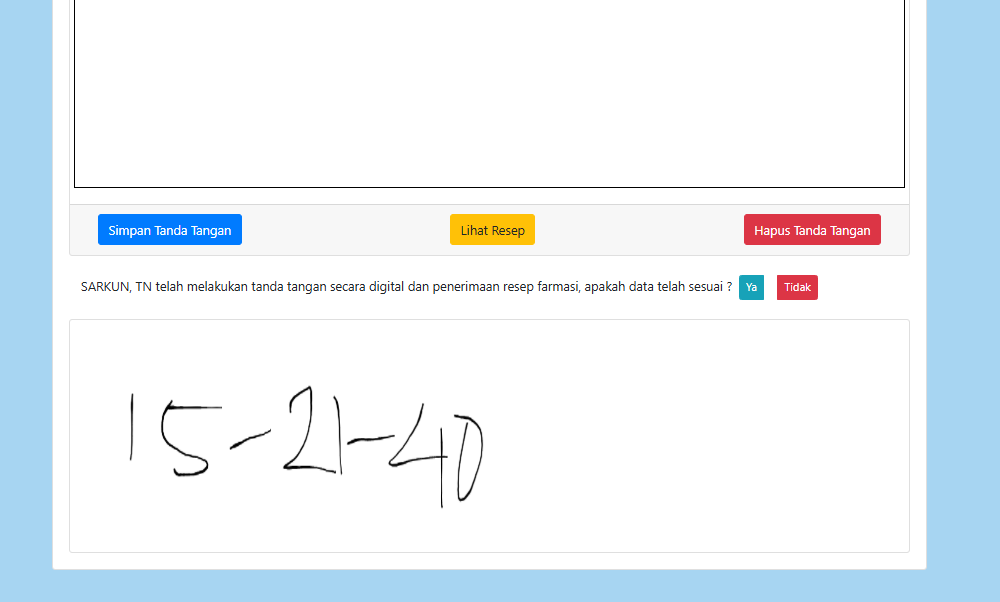 Simpan Tanda Tangan Lihat Resep Hapus Tanda Tangan
SARKUN, TN telah melakukan tanda tangan secara digital dan penerimaan resep farmasi, apakah data telah sesuai ? Ya Tidak
15-21-40